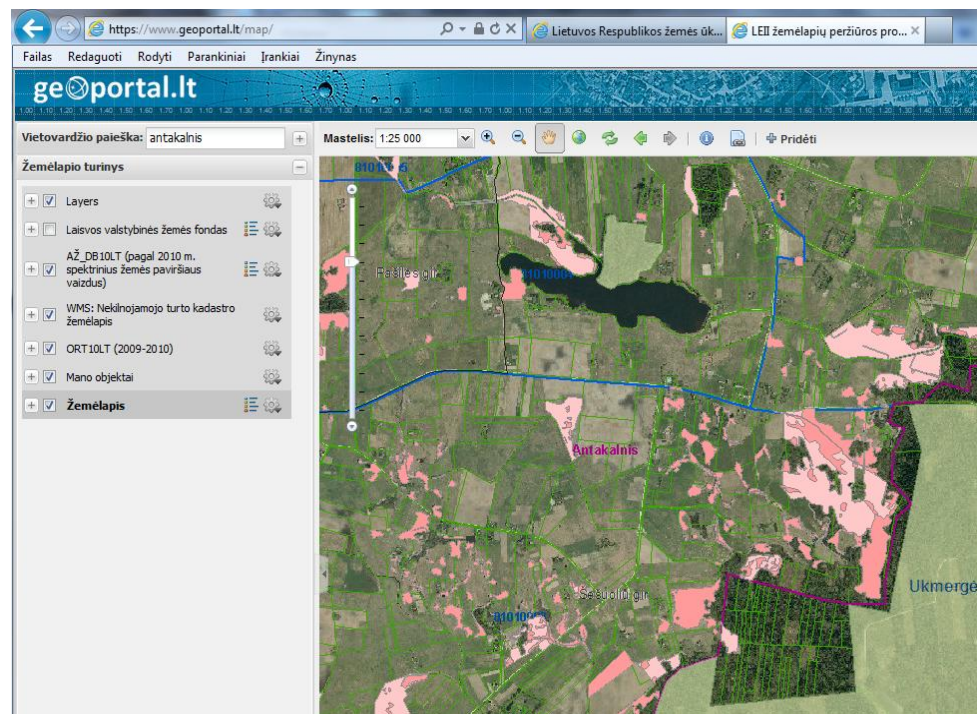 https://www.geoportal.lt/map/
Lietuvos Respublikos žemės ūk...
LEII žemėlapių peržiūros pro... ×
Failas Redaguoti Rodyti Parankiniai Įrankiai Žinynas
geoportal.lt
Vietovardžio paieška: antakalnis
Mastelis: 1:25 000
Pridėti
Žemėlapio turinys
Layers
Laisvos valstybinės žemės fondas
AŽ_DB10LT (pagal 2010 m.
spektrinius žemės paviršiaus
vaizdus)
WMS: Nekilnojamojo turto kadastro
žemėlapis
ORT10LT (2009-2010)
Mano objektai
Žemėlapis
Antakalnis
Ukmergė